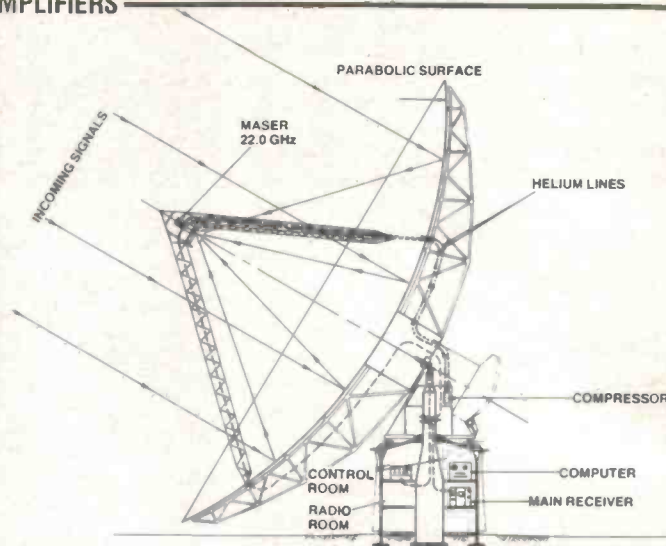 MPLIFIERS
PARABOLIC SURFACE
INCOMING SIGNALS
MASER
22.0 GHz
HELIUM LINES
COMPRESSOR
CONTROL
ROOM
COMPUTER
RADIO
ROOM
MAIN RECEIVER